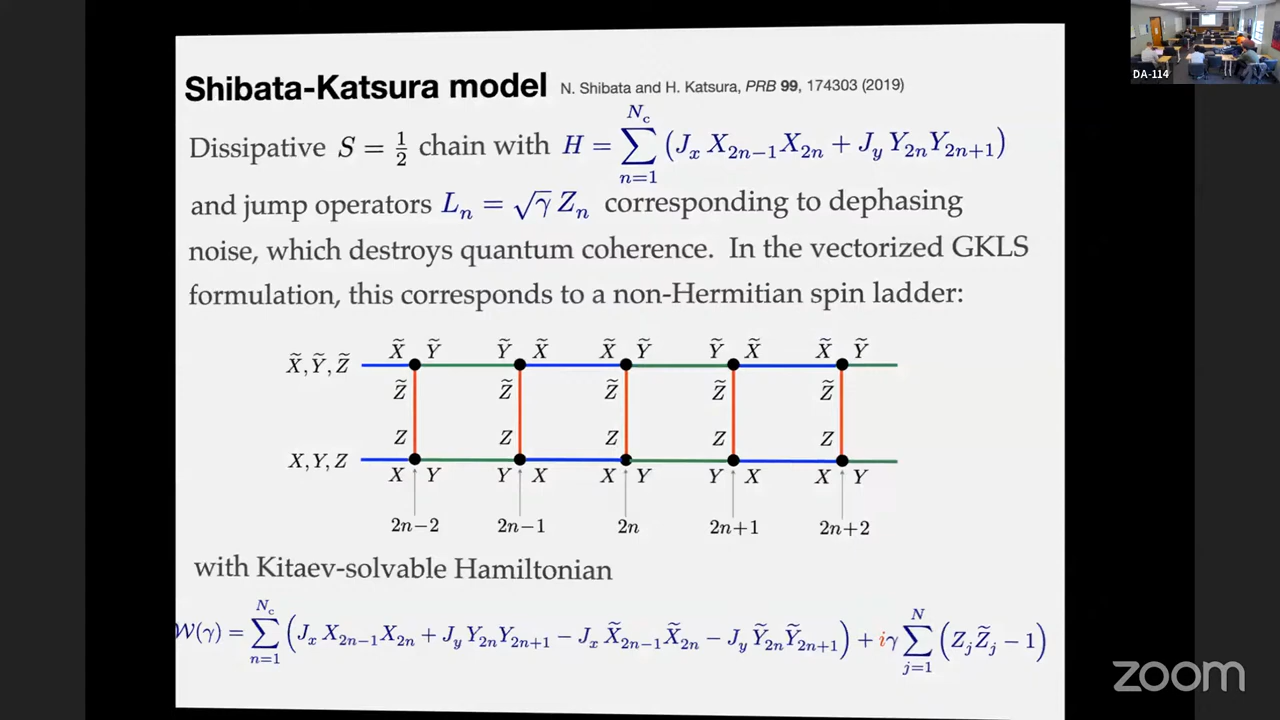 DA-114
Shibata-Katsura model N. Shibata and H. Katsura, PRB 99, 174303 (2019)
Dissipative S = 1/2 chain with H = ∑_{n=1}^{N_c} (J_x X_{2n−1}X_{2n} + J_y Y_{2n}Y_{2n+1})
and jump operators L_n = √γ Z_n corresponding to dephasing
noise, which destroys quantum coherence. In the vectorized GKLS
formulation, this corresponds to a non-Hermitian spin ladder:
X̃ Ỹ Ỹ X̃ X̃ Ỹ Ỹ X̃ X̃ Ỹ
X̃, Ỹ, Z̃
Z̃ Z̃ Z̃ Z̃ Z̃
Z Z Z Z Z
X, Y, Z
X Y Y X X Y Y X X Y
2n−2 2n−1 2n 2n+1 2n+2
with Kitaev-solvable Hamiltonian
𝒲(γ) = ∑_{n=1}^{N_c} (J_x X_{2n−1}X_{2n} + J_y Y_{2n}Y_{2n+1} − J_x X̃_{2n−1}X̃_{2n} − J_y Ỹ_{2n}Ỹ_{2n+1}) + iγ ∑_{j=1}^{N} (Z_j Z̃_j − 1)
zoom